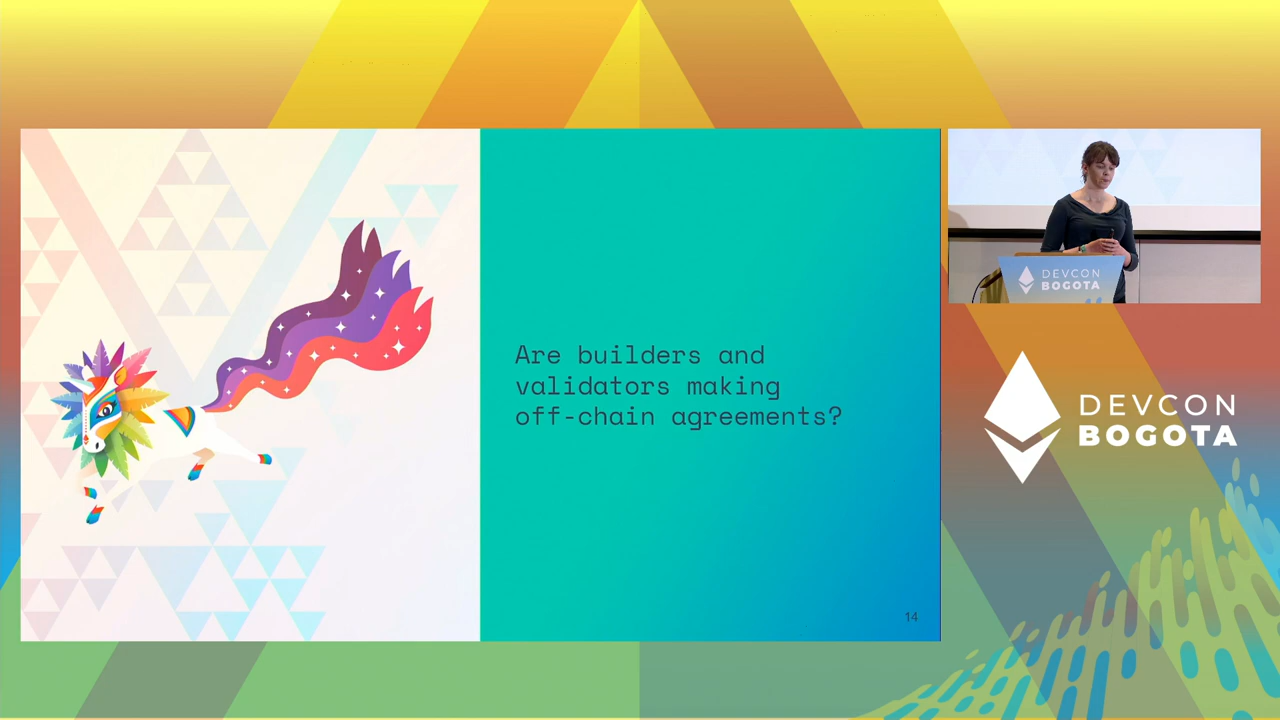 Are builders and
validators making
off-chain agreements?
14
DEVCON
BOGOTA
DEVCON
BOGOTA